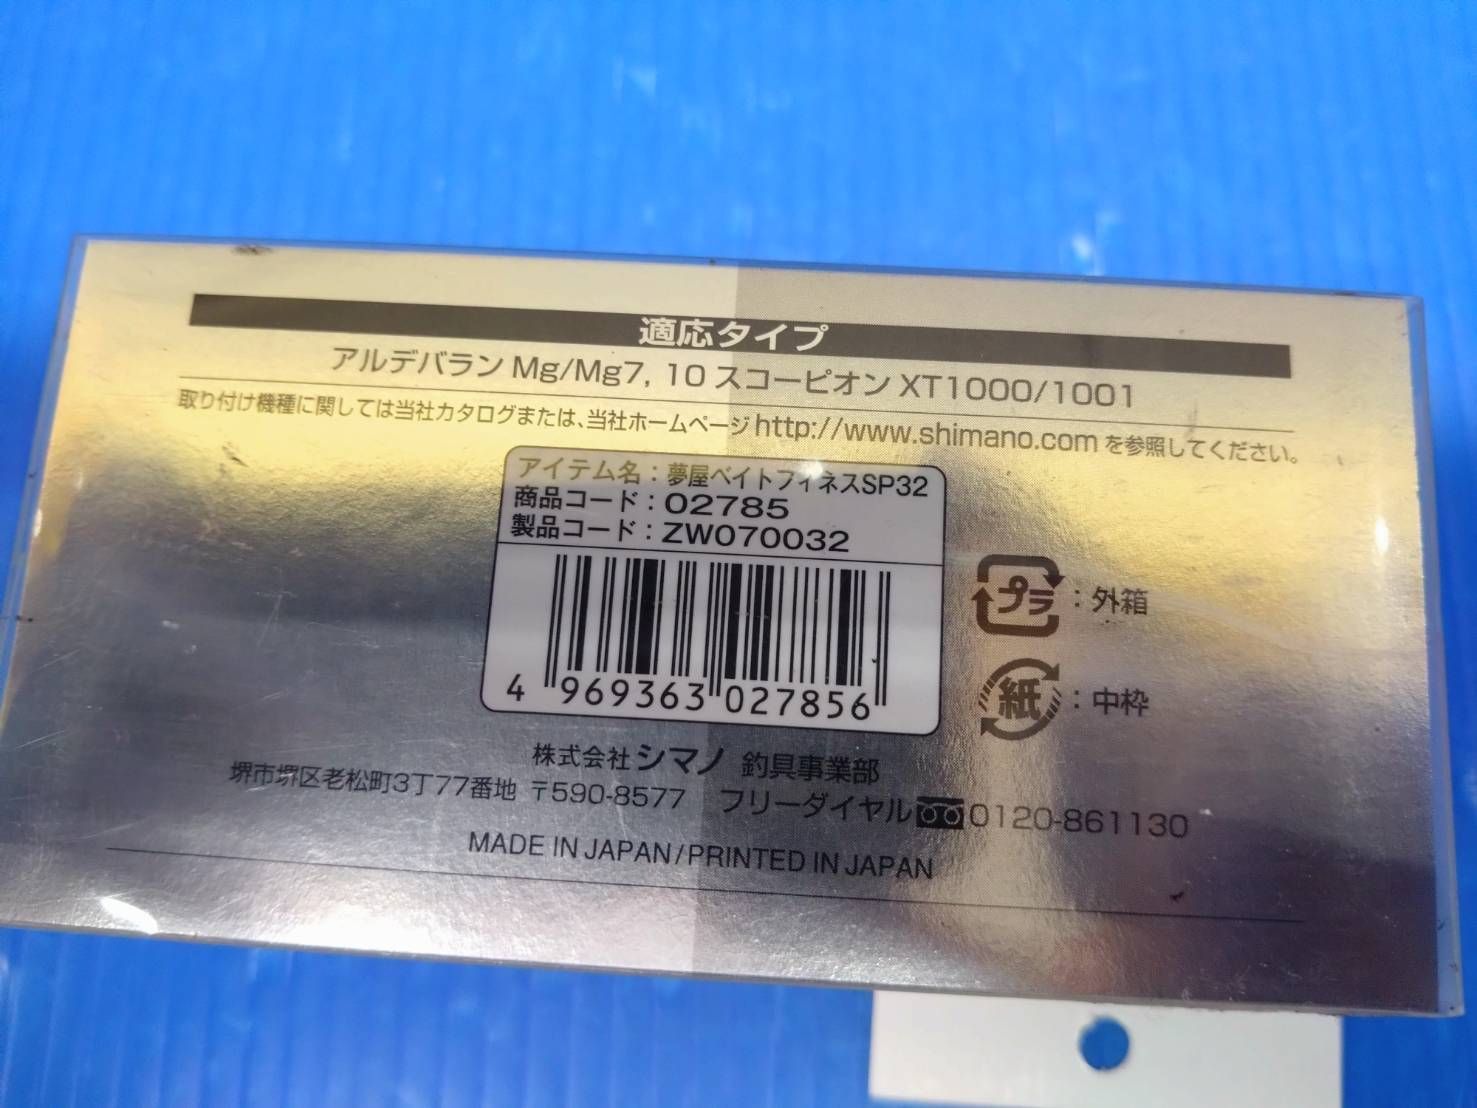 適応タイプ
アルデバラン Mg/Mg7, 10 スコーピオン XT1000/1001
取り付け機種に関しては当社カタログまたは、当社ホームページhttp://www.shimano.comを参照してください。
アイテム名：夢屋ベイトフィネスSP32
商品コード：02785
製品コード：ZW070032
4 969363 027856
プラ：外箱
紙：中枠
株式会社 シマノ 釣具事業部
堺市堺区老松町3丁77番地 〒590-8577 フリーダイヤル 0120-861130
MADE IN JAPAN/PRINTED IN JAPAN